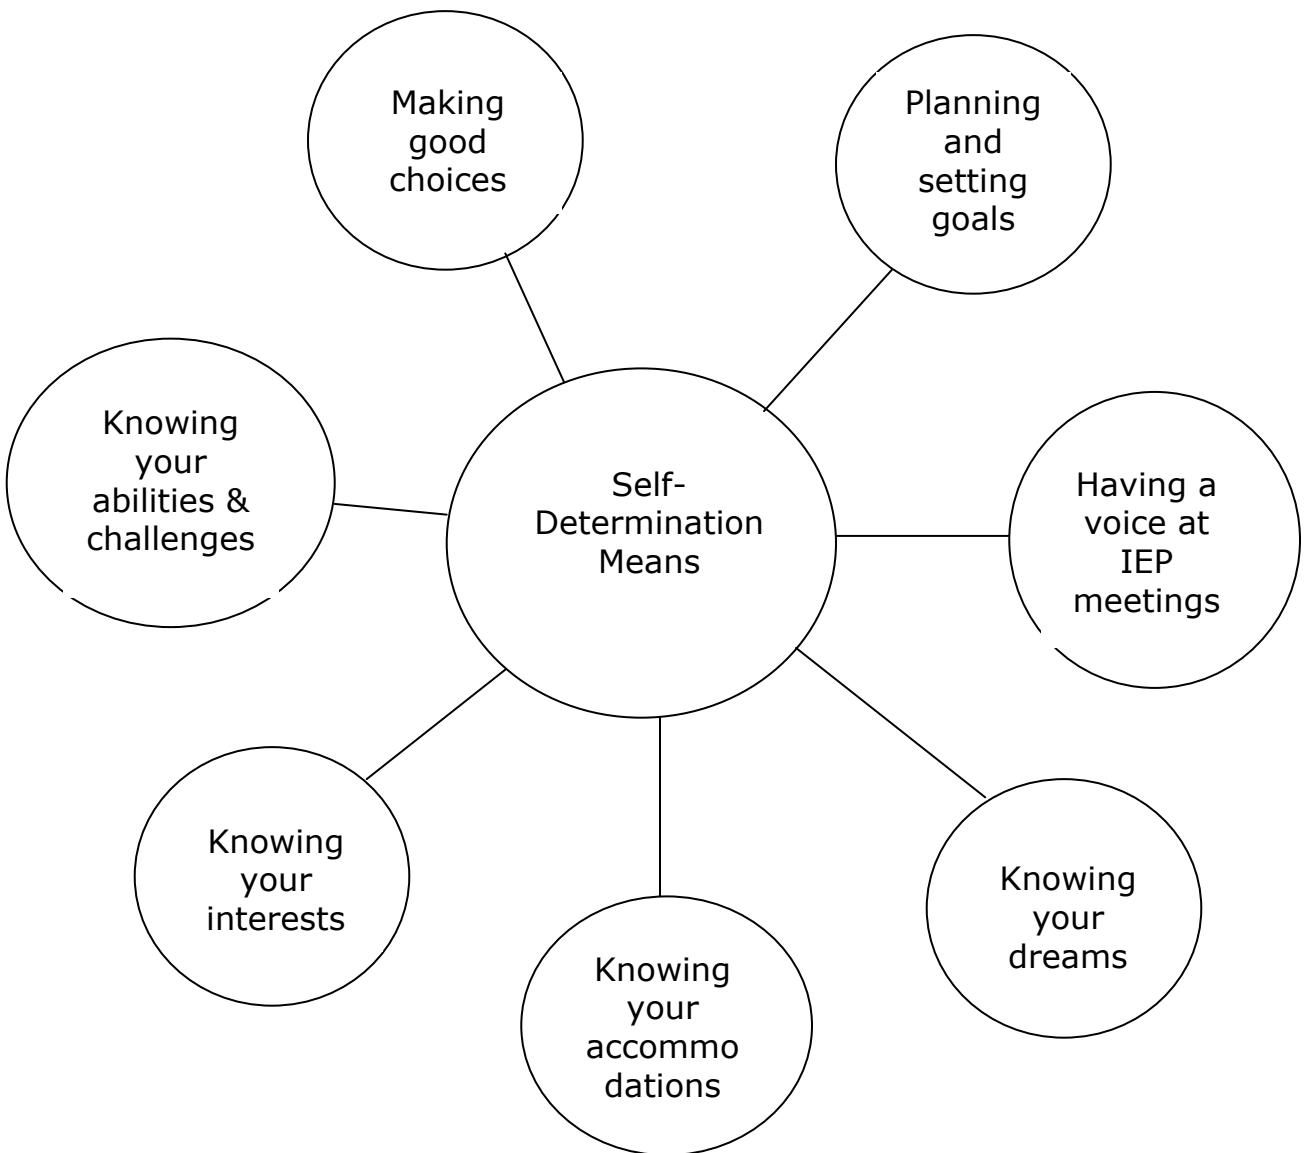 Making
good
choices
Planning
and
setting
goals
Knowing
your
abilities &
challenges
Self-
Determination
Means
Having a
voice at
IEP
meetings
Knowing
your
interests
Knowing
your
accommo
dations
Knowing
your
dreams